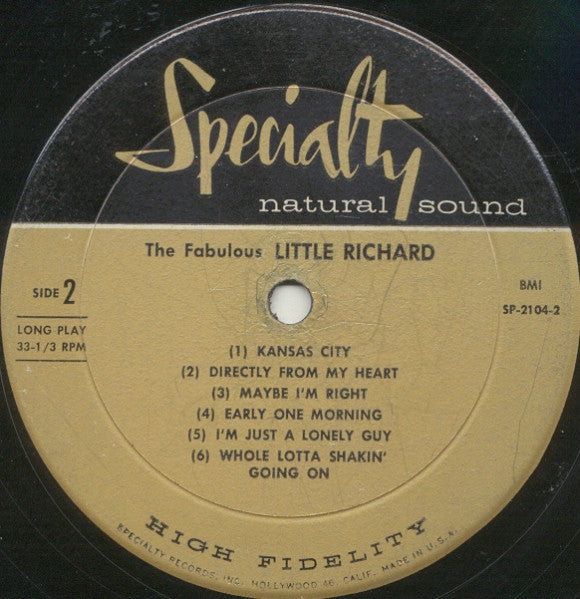 Specialty
natural sound
The Fabulous LITTLE RICHARD
SIDE 2
BMI
SP-2104-2
LONG PLAY
33-1/3 RPM
(1) KANSAS CITY
(2) DIRECTLY FROM MY HEART
(3) MAYBE I'M RIGHT
(4) EARLY ONE MORNING
(5) I'M JUST A LONELY GUY
(6) WHOLE LOTTA SHAKIN'
GOING ON
HIGH FIDELITY
SPECIALTY RECORDS, INC. HOLLYWOOD 46, CALIF. MADE IN U.S.A.